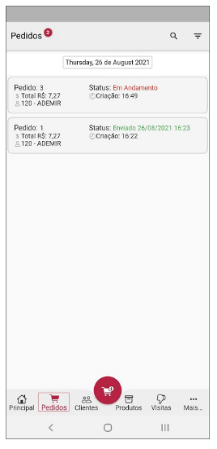 Pedidos 2
Thursday, 26 de August 2021
Pedido: 3 Status: Em Andamento
$ Total R$: 7,27 Criação: 16:49
120 - ADEMIR
Pedido: 1 Status: Enviado 26/08/2021 16:23
$ Total R$: 7,27 Criação: 16:22
120 - ADEMIR
Principal Pedidos Clientes Produtos Visitas Mais...